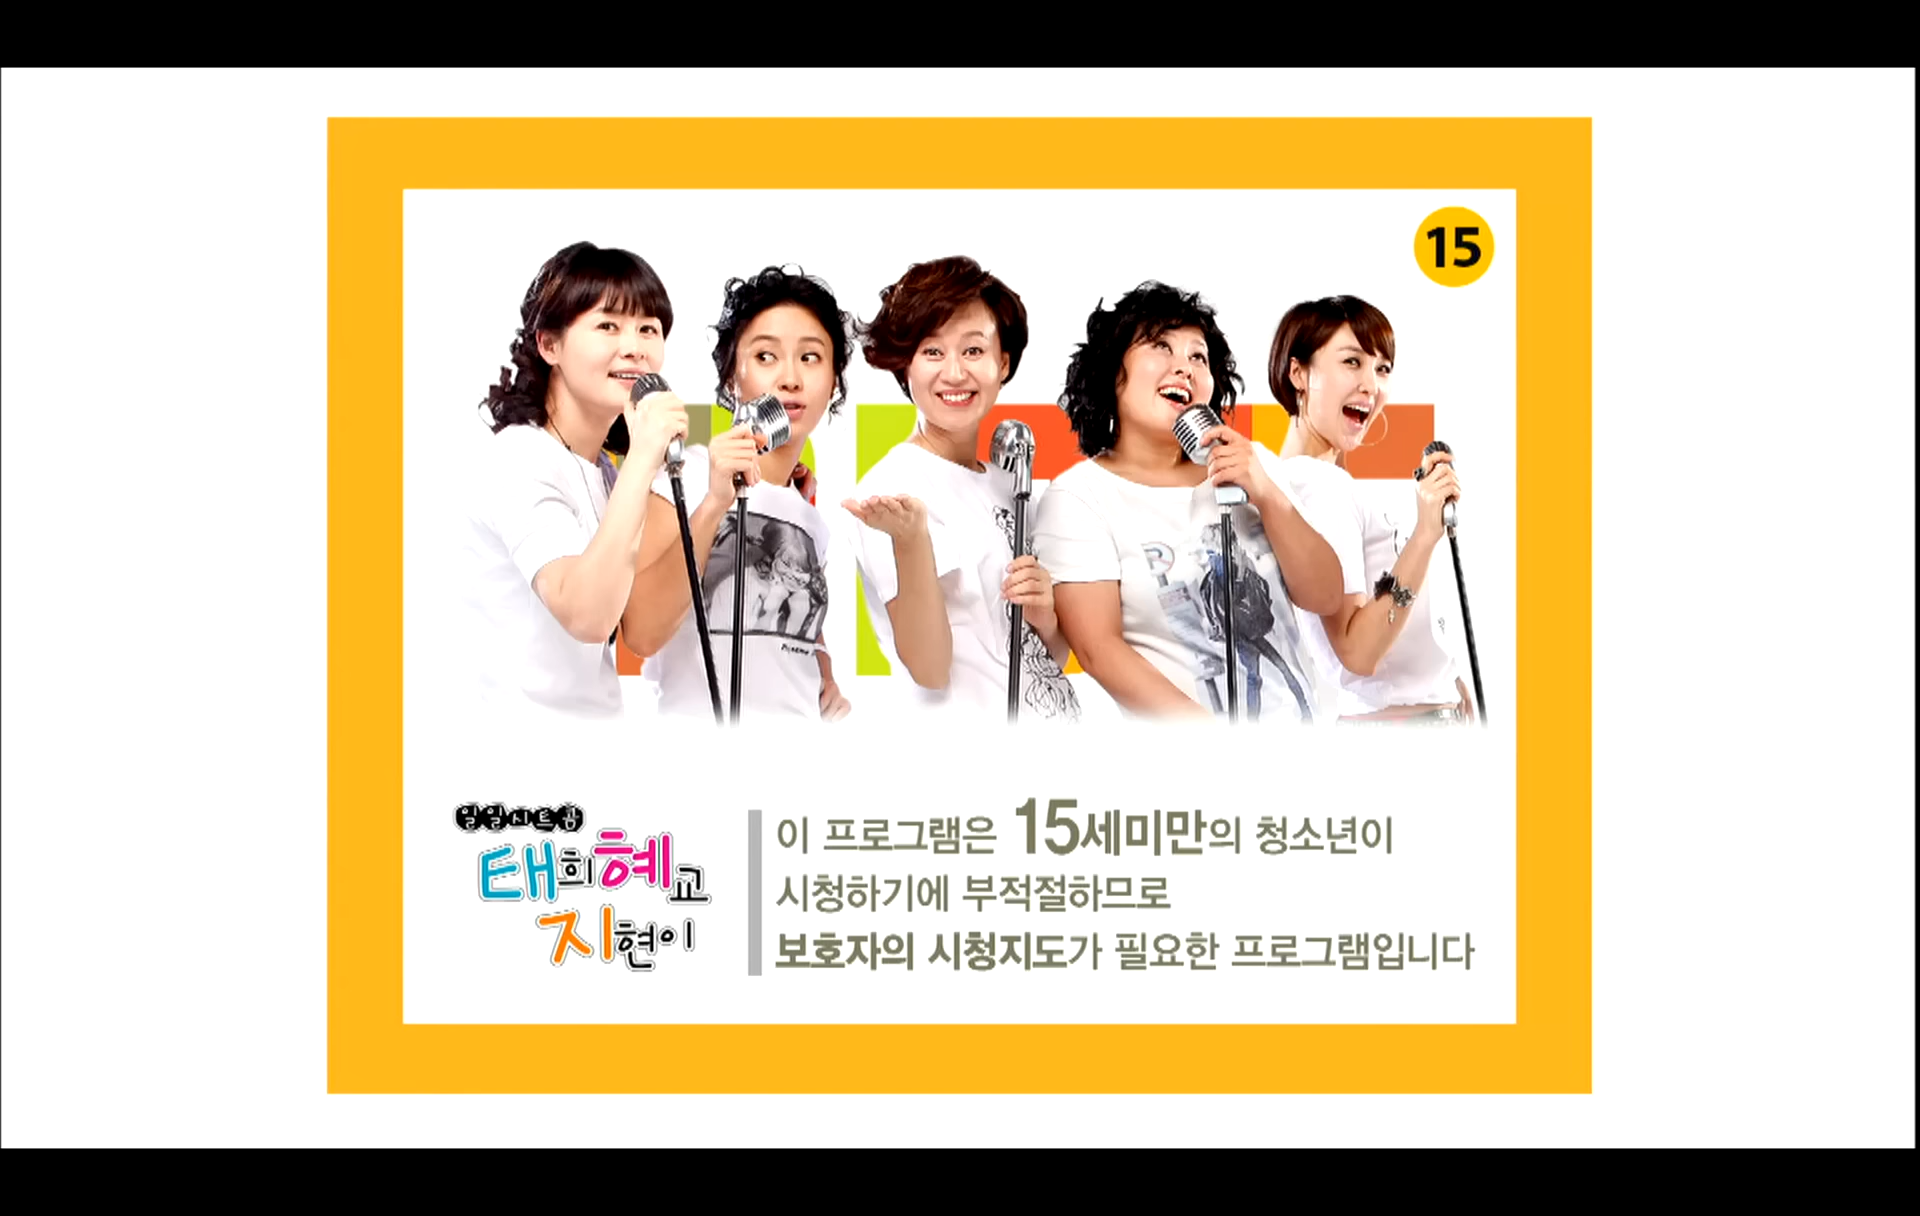 15
일일시트콤
태희혜교
지현이
이 프로그램은 15세미만의 청소년이
시청하기에 부적절하므로
보호자의 시청지도가 필요한 프로그램입니다